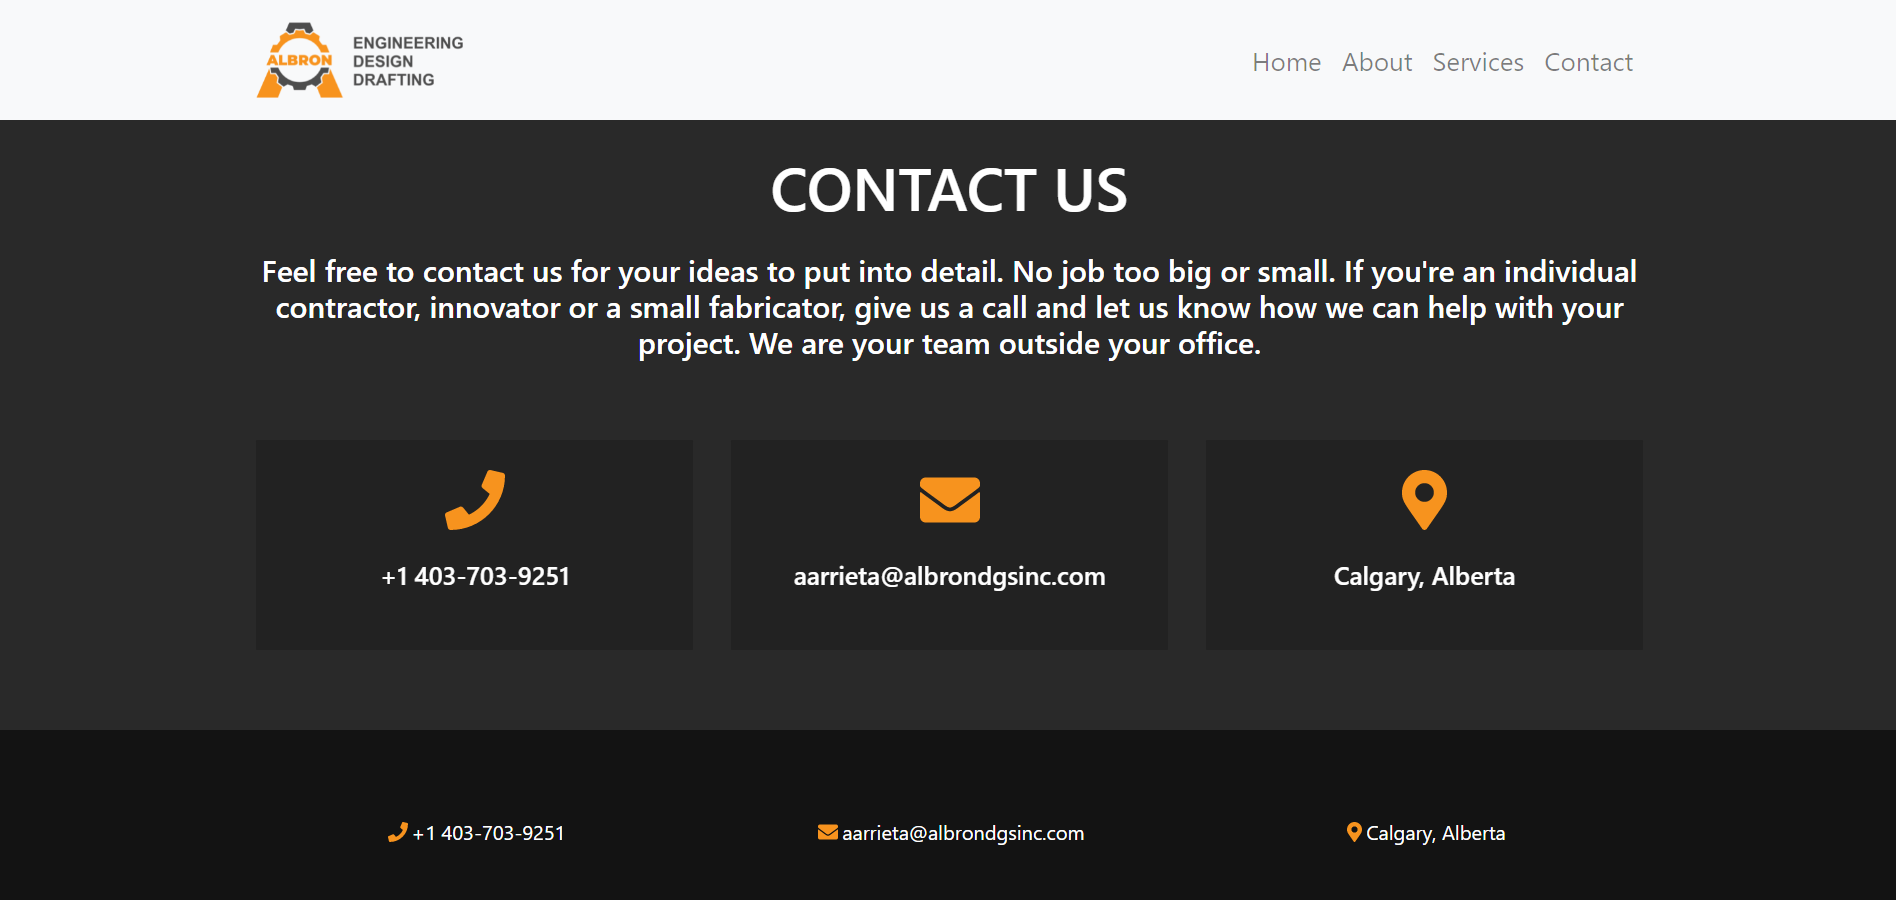 ALBRON
ENGINEERING
DESIGN
DRAFTING
Home About Services Contact
CONTACT US
Feel free to contact us for your ideas to put into detail. No job too big or small. If you're an individual
contractor, innovator or a small fabricator, give us a call and let us know how we can help with your
project. We are your team outside your office.
+1 403-703-9251
aarrieta@albrondgsinc.com
Calgary, Alberta
+1 403-703-9251
aarrieta@albrondgsinc.com
Calgary, Alberta